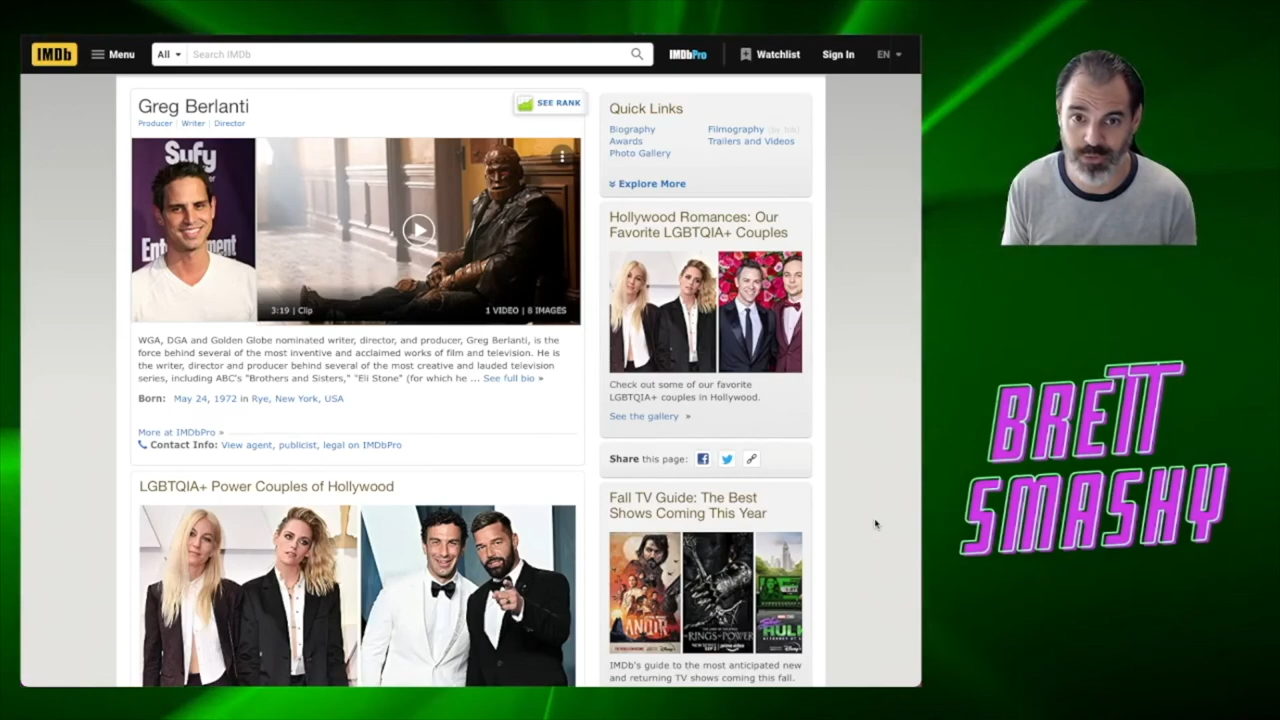 IMDb
Menu
All
Search IMDb
IMDbPro
Watchlist
Sign In
EN
Greg Berlanti
SEE RANK
Producer | Writer | Director
Syfy
3:19 | Clip
1 VIDEO | 8 IMAGES
WGA, DGA and Golden Globe nominated writer, director, and producer, Greg Berlanti, is the
force behind several of the most inventive and acclaimed works of film and television. He is
the writer, director and producer behind several of the most creative and lauded television
series, including ABC's "Brothers and Sisters," "Eli Stone" (for which he ... See full bio »
Born: May 24, 1972 in Rye, New York, USA
More at IMDbPro »
Contact Info: View agent, publicist, legal on IMDbPro
LGBTQIA+ Power Couples of Hollywood
Quick Links
Biography
Filmography (by Job)
Awards
Trailers and Videos
Photo Gallery
Explore More
Hollywood Romances: Our
Favorite LGBTQIA+ Couples
Check out some of our favorite
LGBTQIA+ couples in Hollywood.
See the gallery »
Share this page:
Fall TV Guide: The Best
Shows Coming This Year
ANDOR
RINGS OF POWER
HULK
IMDb's guide to the most anticipated new
and returning TV shows coming this fall.
BRETT
SMASHY